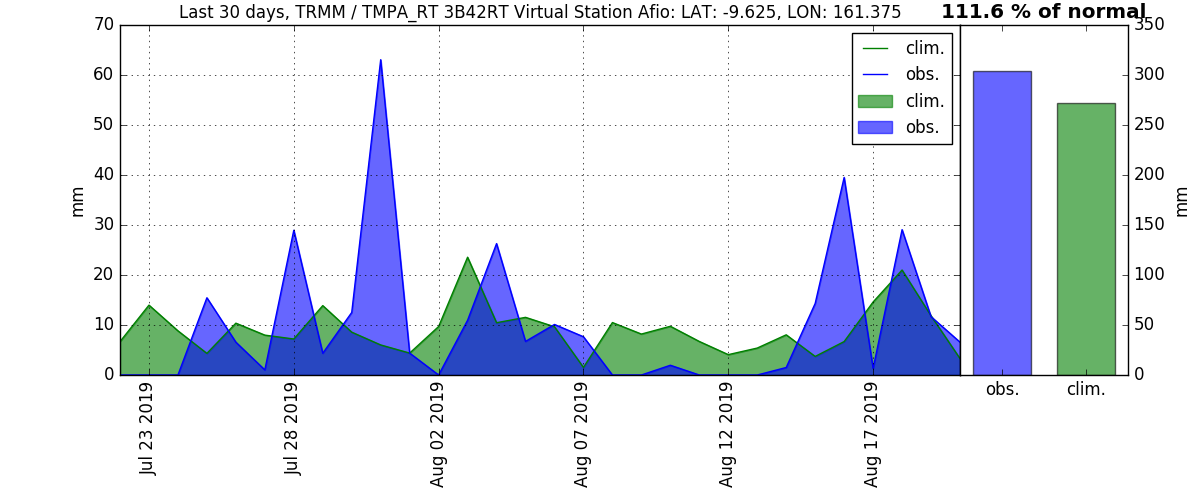 Last 30 days, TRMM / TMPA_RT 3B42RT Virtual Station Afio: LAT: -9.625, LON: 161.375
111.6 % of normal
70
60
50
40
30
20
10
0
mm
clim.
obs.
clim.
obs.
350
300
250
200
150
100
50
0
mm
Jul 23 2019
Jul 28 2019
Aug 02 2019
Aug 07 2019
Aug 12 2019
Aug 17 2019
obs.
clim.